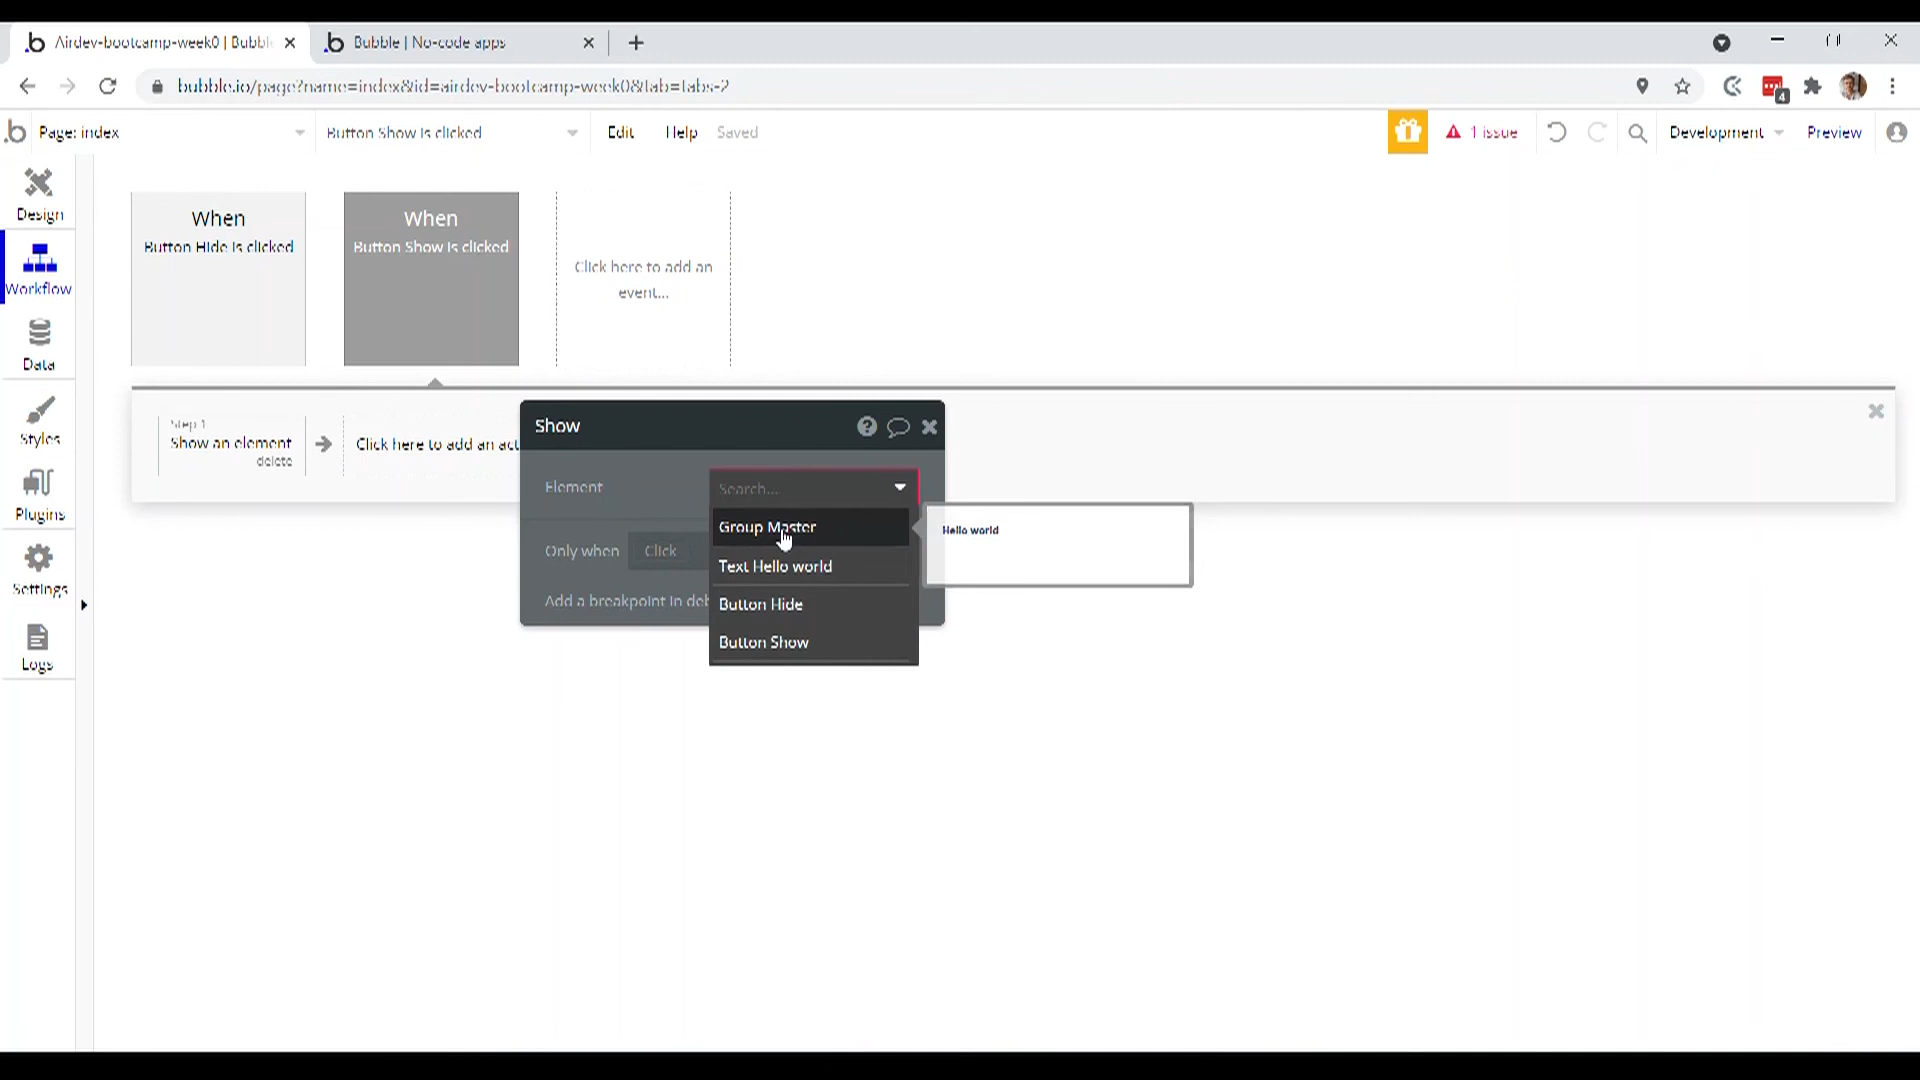 Airdev-bootcamp-week0 | Bubbl
Bubble | No-code apps
bubble.io/page?name=index&id=airdev-bootcamp-week0&tab=tabs-2
4
Page: index
Button Show is clicked
Edit
Help
Saved
1 issue
Development
Preview
Design
Workflow
Data
Styles
Plugins
Settings
Logs
When
Button Hide is clicked
When
Button Show is clicked
Click here to add an
event...
Step 1
Show an element
delete
Click here to add an act
Show
Element
Search...
Only when
Click
Add a breakpoint in deb
Group Master
Text Hello world
Button Hide
Button Show
Hello world